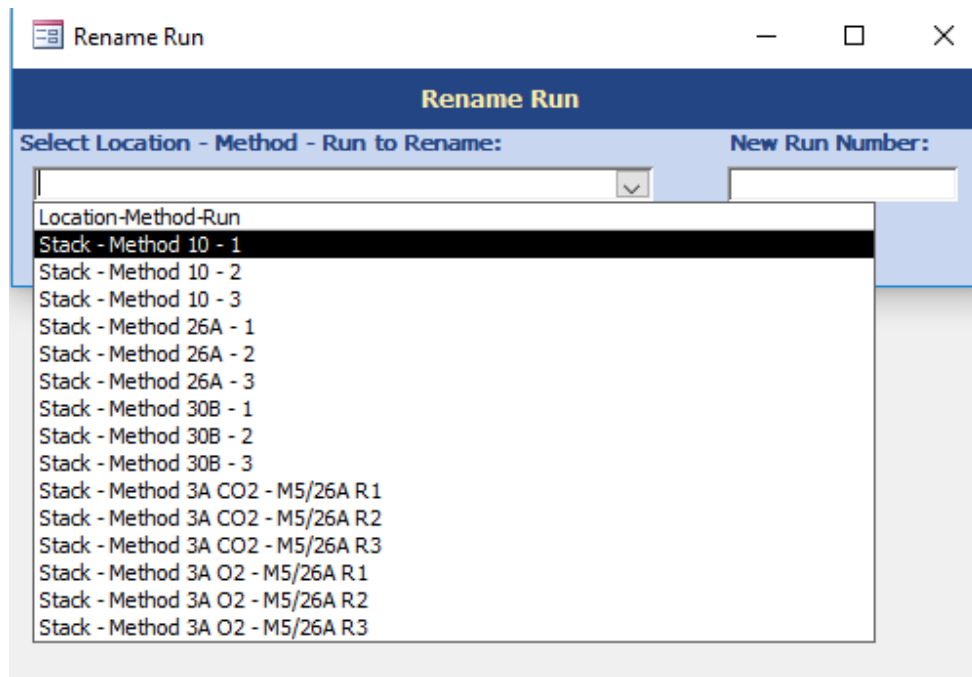 Rename Run
Rename Run
Select Location - Method - Run to Rename:
New Run Number:
Location-Method-Run
Stack - Method 10 - 1
Stack - Method 10 - 2
Stack - Method 10 - 3
Stack - Method 26A - 1
Stack - Method 26A - 2
Stack - Method 26A - 3
Stack - Method 30B - 1
Stack - Method 30B - 2
Stack - Method 30B - 3
Stack - Method 3A CO2 - M5/26A R1
Stack - Method 3A CO2 - M5/26A R2
Stack - Method 3A CO2 - M5/26A R3
Stack - Method 3A O2 - M5/26A R1
Stack - Method 3A O2 - M5/26A R2
Stack - Method 3A O2 - M5/26A R3